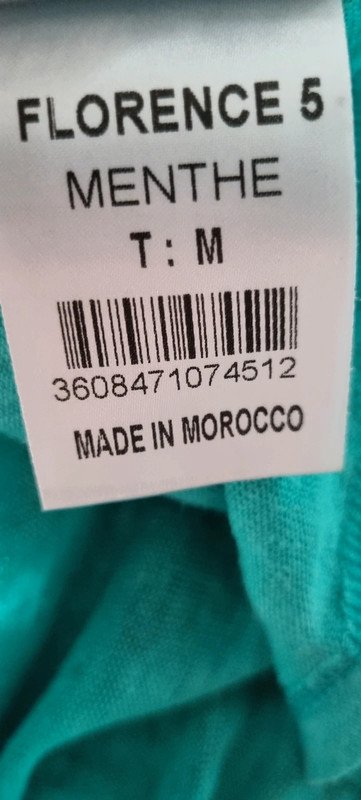 FLORENCE 5
MENTHE
T : M
3608471074512
MADE IN MOROCCO